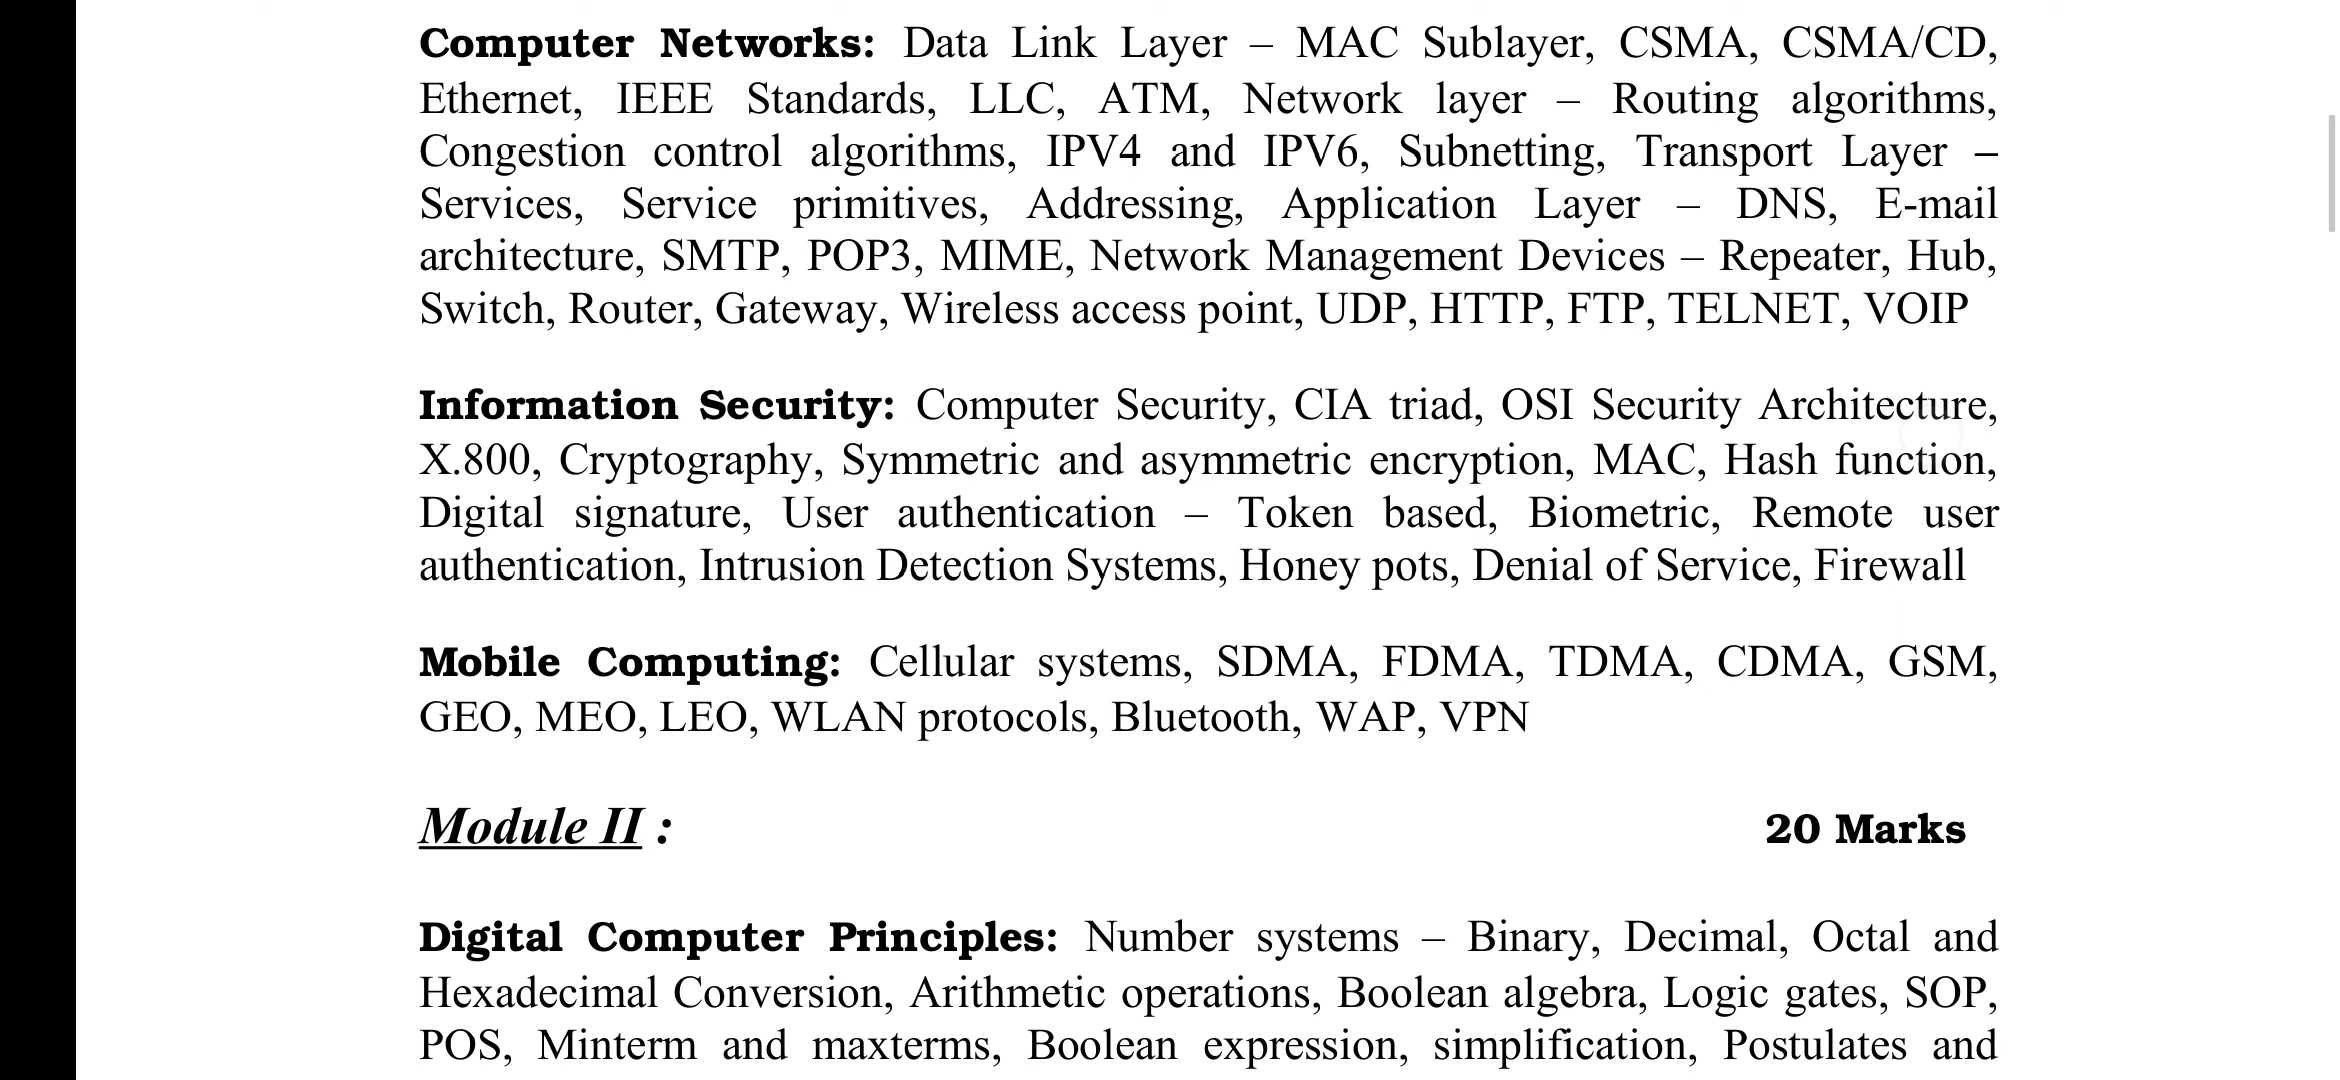 Computer Networks: Data Link Layer – MAC Sublayer, CSMA, CSMA/CD,
Ethernet, IEEE Standards, LLC, ATM, Network layer – Routing algorithms,
Congestion control algorithms, IPV4 and IPV6, Subnetting, Transport Layer –
Services, Service primitives, Addressing, Application Layer – DNS, E-mail
architecture, SMTP, POP3, MIME, Network Management Devices – Repeater, Hub,
Switch, Router, Gateway, Wireless access point, UDP, HTTP, FTP, TELNET, VOIP
Information Security: Computer Security, CIA triad, OSI Security Architecture,
X.800, Cryptography, Symmetric and asymmetric encryption, MAC, Hash function,
Digital signature, User authentication – Token based, Biometric, Remote user
authentication, Intrusion Detection Systems, Honey pots, Denial of Service, Firewall
Mobile Computing: Cellular systems, SDMA, FDMA, TDMA, CDMA, GSM,
GEO, MEO, LEO, WLAN protocols, Bluetooth, WAP, VPN
Module II : 20 Marks
Digital Computer Principles: Number systems – Binary, Decimal, Octal and
Hexadecimal Conversion, Arithmetic operations, Boolean algebra, Logic gates, SOP,
POS, Minterm and maxterms, Boolean expression, simplification, Postulates and